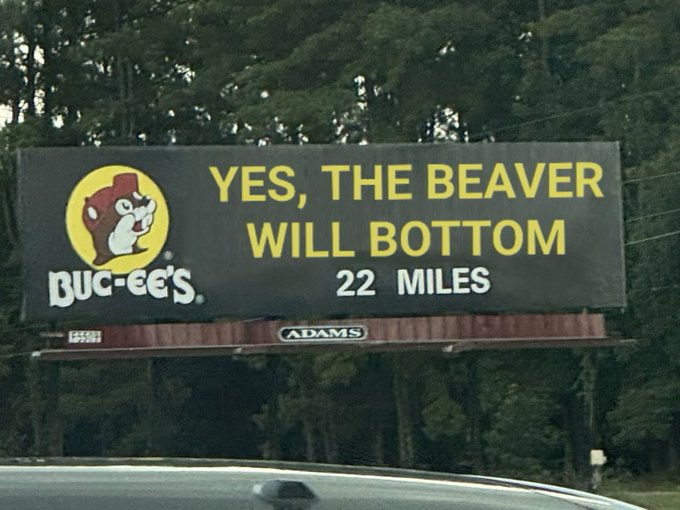 YES, THE BEAVER
WILL BOTTOM
22 MILES
BUC-EE'S®
ADAMS